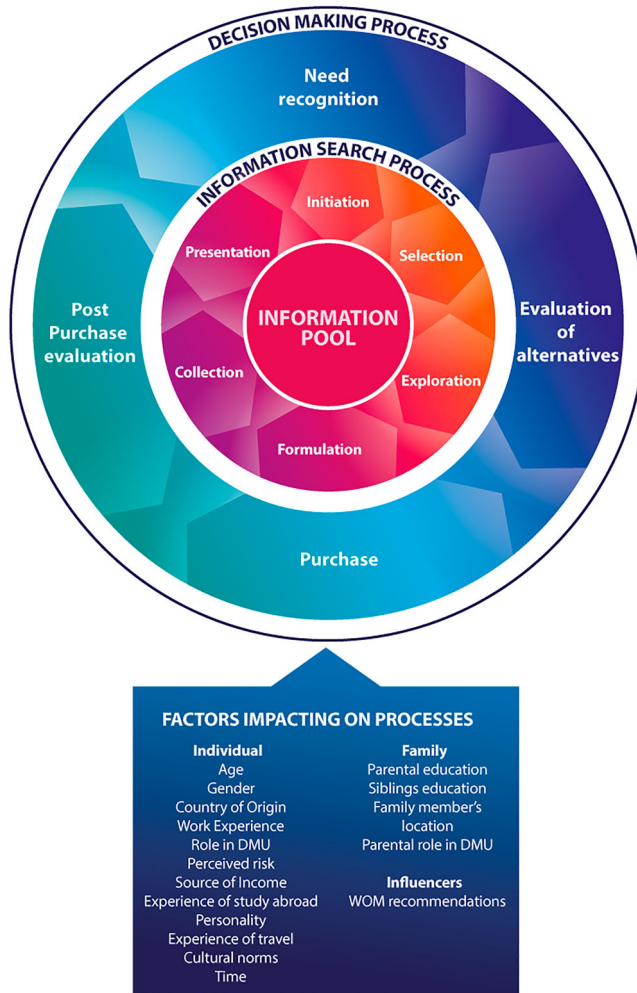 DECISION MAKING PROCESS
Need
recognition
INFORMATION SEARCH PROCESS
Initiation
Presentation
Selection
INFORMATION
POOL
Post
Purchase
evaluation
Evaluation
of
alternatives
Collection
Exploration
Formulation
Purchase
FACTORS IMPACTING ON PROCESSES
Individual
Age
Gender
Country of Origin
Work Experience
Role in DMU
Perceived risk
Source of Income
Experience of study abroad
Personality
Experience of travel
Cultural norms
Time
Family
Parental education
Siblings education
Family member's
location
Parental role in DMU
Influencers
WOM recommendations